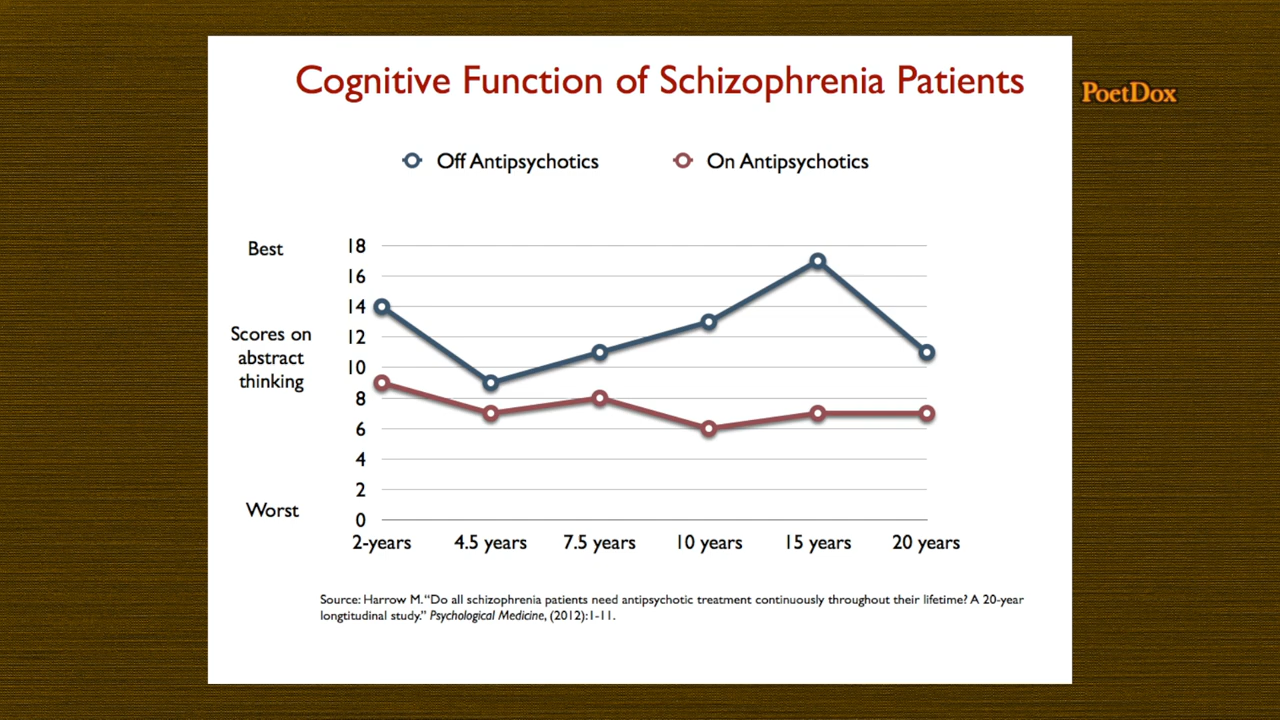 Cognitive Function of Schizophrenia Patients
PoetDox
Off Antipsychotics
On Antipsychotics
Best
18
16
14
Scores on
abstract
thinking
12
10
8
6
4
2
Worst
0
2-years
4.5 years
7.5 years
10 years
15 years
20 years
Source: Harrow M. “Do all schizophrenia patients need antipsychotic treatment continuously throughout their lifetime? A 20-year
longtitudinal study.” Psychological Medicine, (2012):1-11.